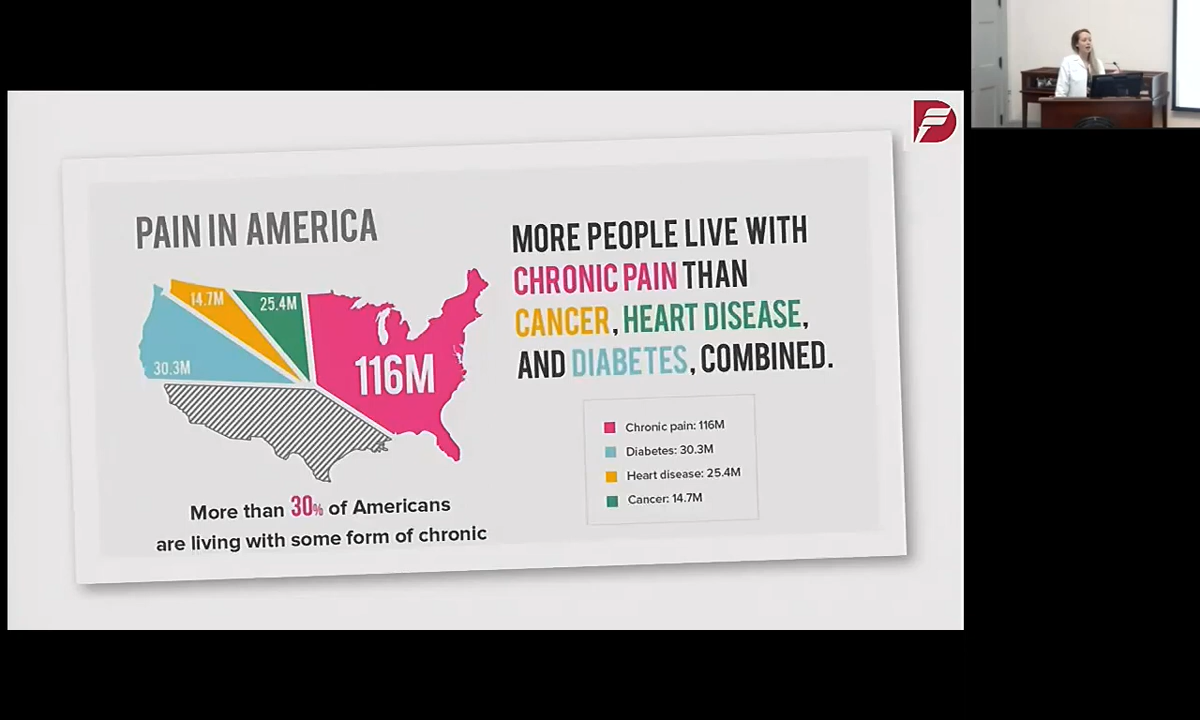 PAIN IN AMERICA
14.7M
25.4M
30.3M
116M
More than 30% of Americans
are living with some form of chronic
MORE PEOPLE LIVE WITH
CHRONIC PAIN THAN
CANCER, HEART DISEASE,
AND DIABETES, COMBINED.
Chronic pain: 116M
Diabetes: 30.3M
Heart disease: 25.4M
Cancer: 14.7M